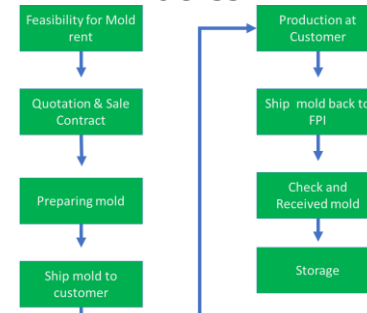 Feasibility for Mold
rent
Quotation & Sale
Contract
Preparing mold
Ship mold to
customer
Production at
Customer
Ship mold back to
FPI
Check and
Received mold
Storage